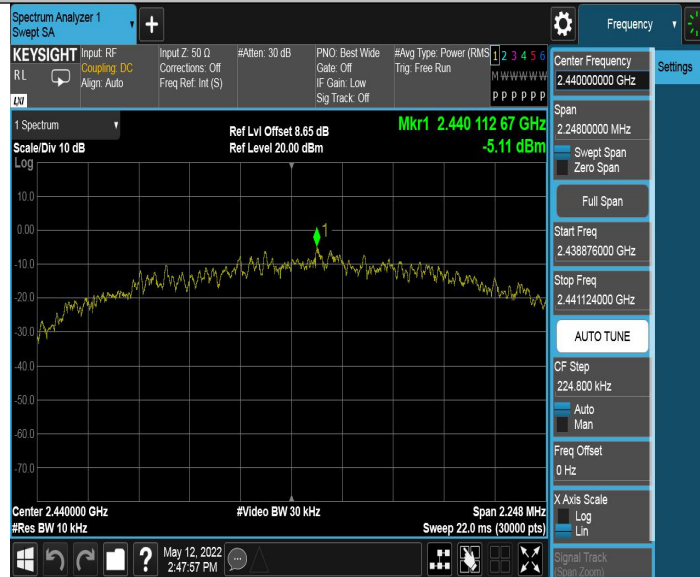 Spectrum Analyzer 1
Swept SA
Frequency
KEYSIGHT
R L
LXI
Input: RF
Coupling: DC
Align: Auto
Input Z: 50 Ω
Corrections: Off
Freq Ref: Int (S)
#Atten: 30 dB
PNO: Best Wide
Gate: Off
IF Gain: Low
Sig Track: Off
#Avg Type: Power (RMS
Trig: Free Run
1 2 3 4 5 6
M W W W W W
P P P P P P
Settings
Center Frequency
2.440000000 GHz
Span
2.24800000 MHz
Swept Span
Zero Span
Full Span
Start Freq
2.438876000 GHz
Stop Freq
2.441124000 GHz
AUTO TUNE
CF Step
224.800 kHz
Auto
Man
Freq Offset
0 Hz
X Axis Scale
Log
Lin
Signal Track
(Span Zoom)
1 Spectrum
Scale/Div 10 dB
Log
Ref Lvl Offset 8.65 dB
Ref Level 20.00 dBm
Mkr1 2.440 112 67 GHz
-5.11 dBm
1
10.0
0.00
-10.0
-20.0
-30.0
-40.0
-50.0
-60.0
-70.0
Center 2.440000 GHz
#Res BW 10 kHz
#Video BW 30 kHz
Span 2.248 MHz
Sweep 22.0 ms (30000 pts)
?
May 12, 2022
2:47:57 PM